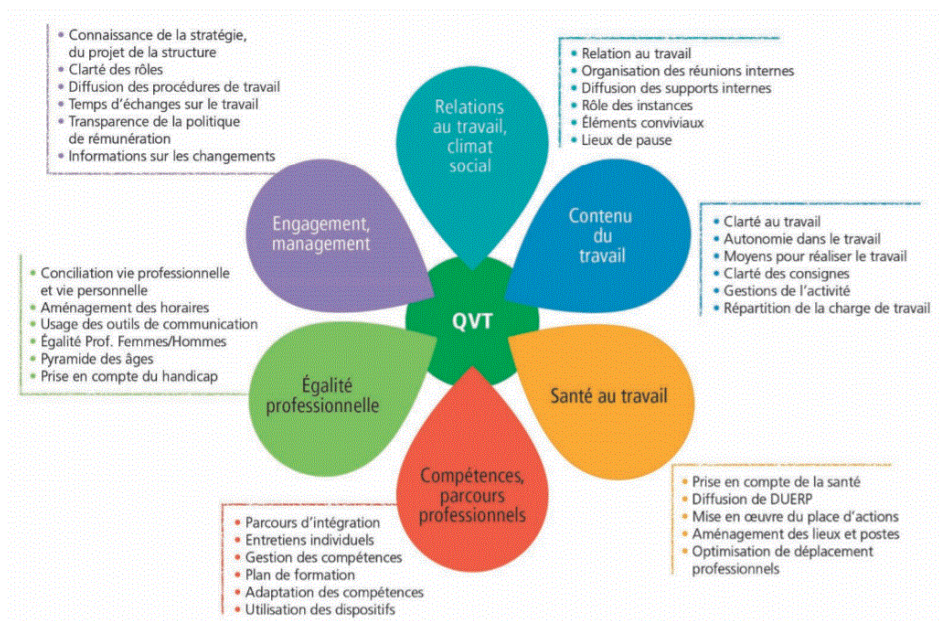 • Connaissance de la stratégie,
du projet de la structure
• Clarté des rôles
• Diffusion des procédures de travail
• Temps d'échanges sur le travail
• Transparence de la politique
de rémunération
• Informations sur les changements
Relations
au travail,
climat
social
• Relation au travail
• Organisation des réunions internes
• Diffusion des supports internes
• Rôle des instances
• Éléments conviviaux
• Lieux de pause
Engagement,
management
Contenu
du
travail
• Clarté au travail
• Autonomie dans le travail
• Moyens pour réaliser le travail
• Clarté des consignes
• Gestions de l'activité
• Répartition de la charge de travail
• Conciliation vie professionnelle
et vie personnelle
• Aménagement des horaires
• Usage des outils de communication
• Égalité Prof. Femmes/Hommes
• Pyramide des âges
• Prise en compte du handicap
QVT
Égalité
professionnelle
Santé au travail
Compétences,
parcours
professionnels
• Prise en compte de la santé
• Diffusion de DUERP
• Mise en œuvre du place d'actions
• Aménagement des lieux et postes
• Optimisation de déplacement
professionnels
• Parcours d'intégration
• Entretiens individuels
• Gestion des compétences
• Plan de formation
• Adaptation des compétences
• Utilisation des dispositifs